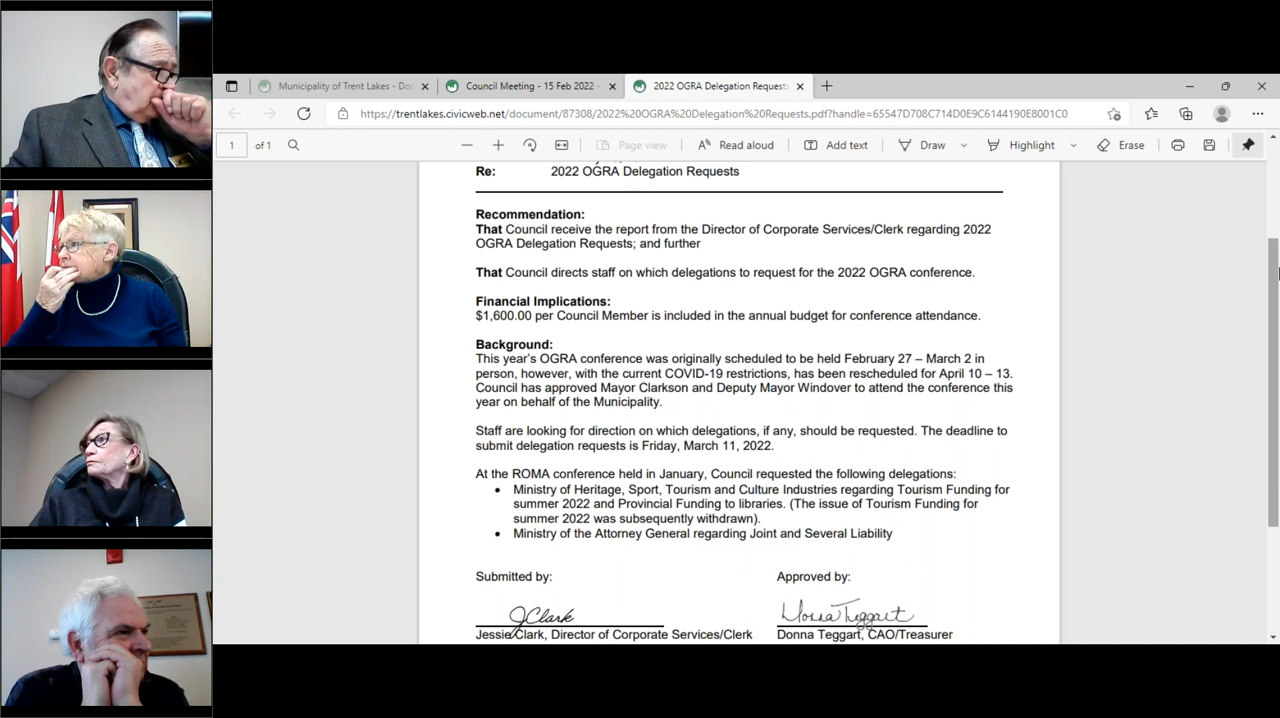 Municipality of Trent Lakes - Doc
Council Meeting - 15 Feb 2022 -
2022 OGRA Delegation Requests
https://trentlakes.civicweb.net/document/87308/2022%20OGRA%20Delegation%20Requests.pdf?handle=65547D708C714D0E9C6144190E8001C0
1 of 1
Page view
Read aloud
Add text
Draw
Highlight
Erase
Re: 2022 OGRA Delegation Requests
Recommendation:
That Council receive the report from the Director of Corporate Services/Clerk regarding 2022
OGRA Delegation Requests; and further
That Council directs staff on which delegations to request for the 2022 OGRA conference.
Financial Implications:
$1,600.00 per Council Member is included in the annual budget for conference attendance.
Background:
This year's OGRA conference was originally scheduled to be held February 27 – March 2 in
person, however, with the current COVID-19 restrictions, has been rescheduled for April 10 – 13.
Council has approved Mayor Clarkson and Deputy Mayor Windover to attend the conference this
year on behalf of the Municipality.
Staff are looking for direction on which delegations, if any, should be requested. The deadline to
submit delegation requests is Friday, March 11, 2022.
At the ROMA conference held in January, Council requested the following delegations:
• Ministry of Heritage, Sport, Tourism and Culture Industries regarding Tourism Funding for
summer 2022 and Provincial Funding to libraries. (The issue of Tourism Funding for
summer 2022 was subsequently withdrawn).
• Ministry of the Attorney General regarding Joint and Several Liability
Submitted by: Approved by:
JClark Donna Teggart
Jessie Clark, Director of Corporate Services/Clerk Donna Teggart, CAO/Treasurer